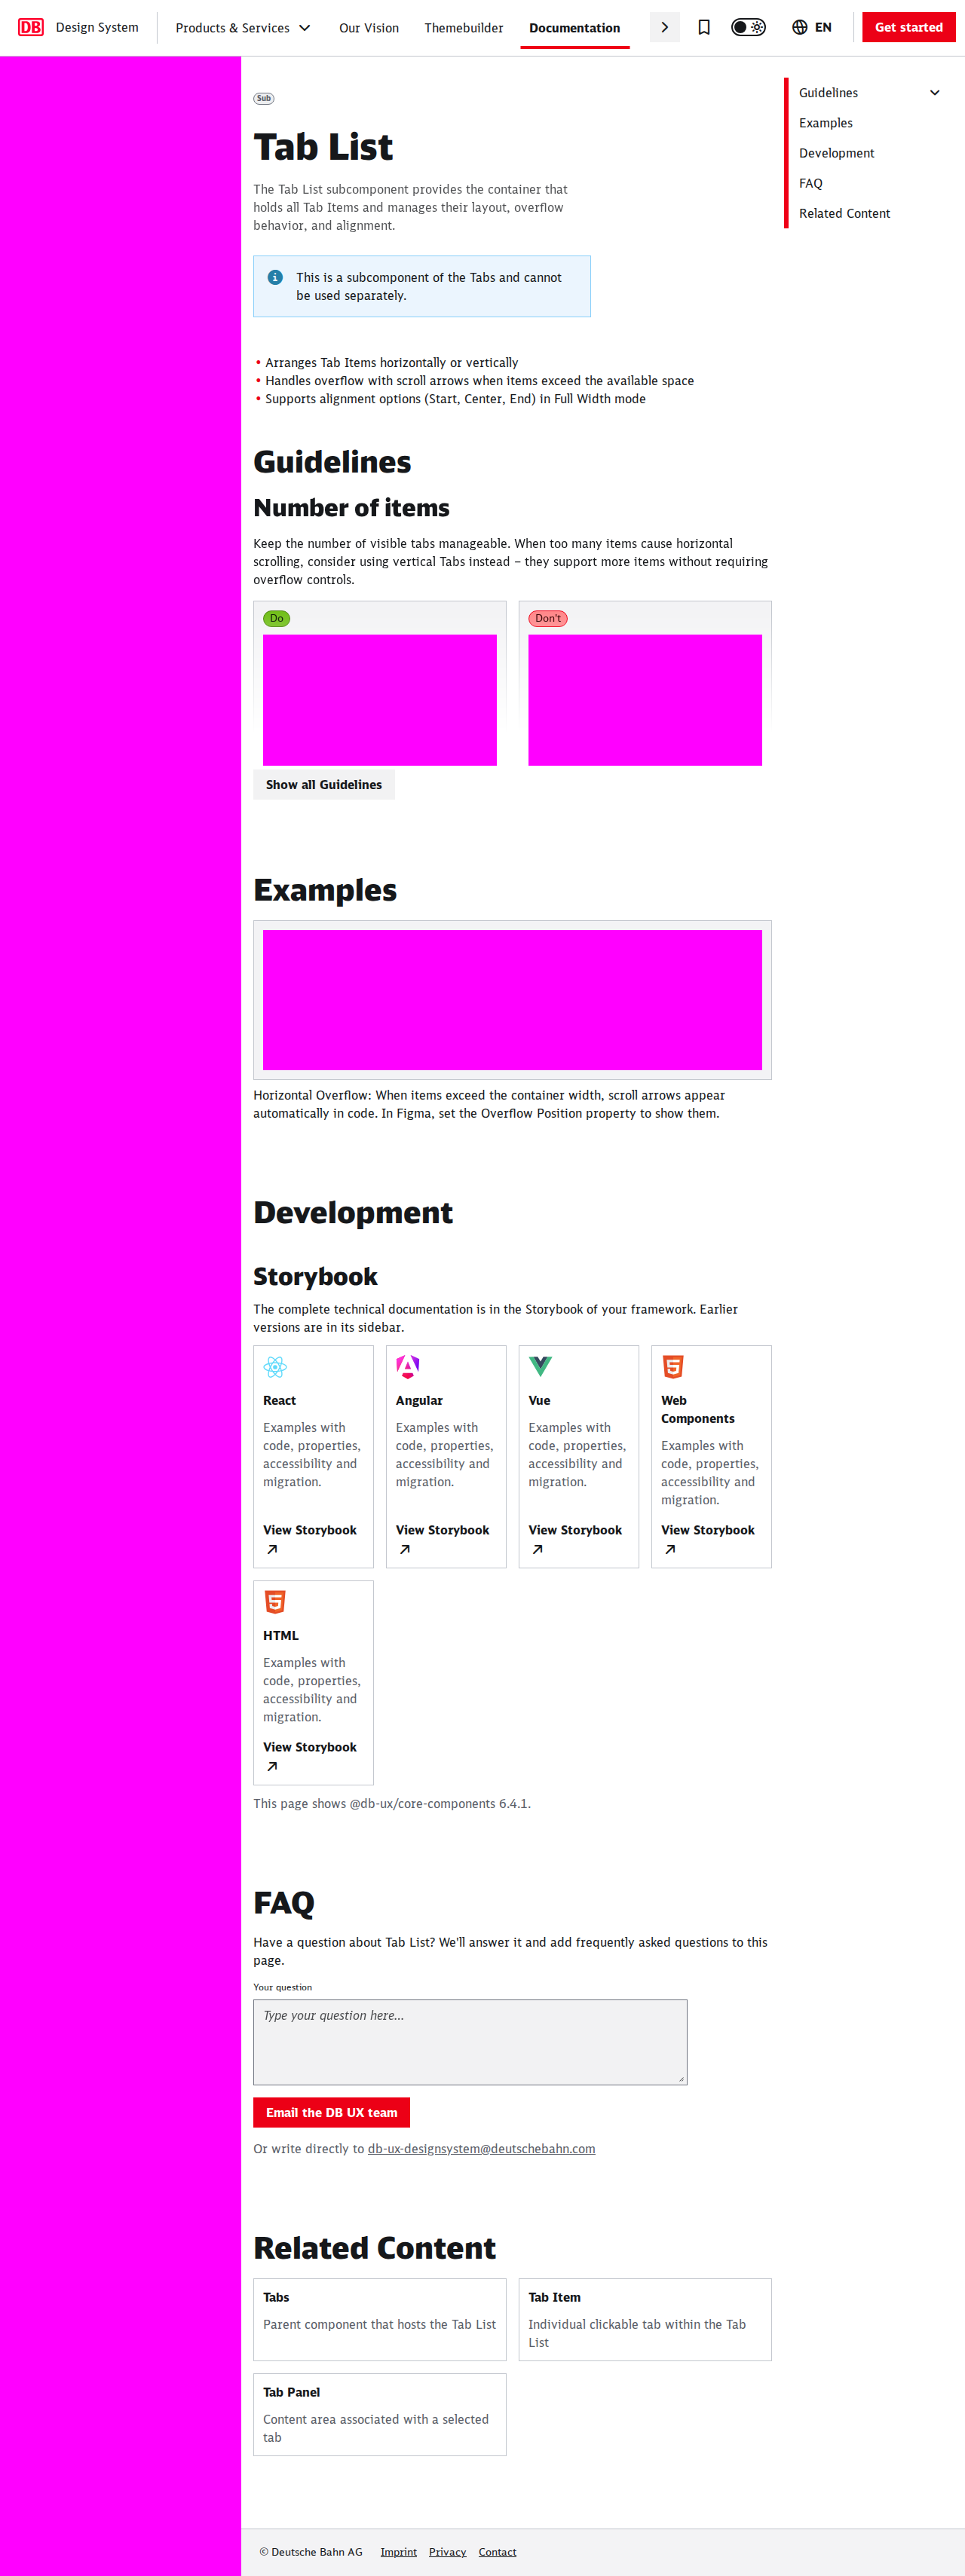 DB Design System Products & Services Our Vision Themebuilder Documentation EN Get started
Sub
Tab List
The Tab List subcomponent provides the container that
holds all Tab Items and manages their layout, overflow
behavior, and alignment.
This is a subcomponent of the Tabs and cannot
be used separately.
• Arranges Tab Items horizontally or vertically
• Handles overflow with scroll arrows when items exceed the available space
• Supports alignment options (Start, Center, End) in Full Width mode
Guidelines
Examples
Development
FAQ
Related Content
Guidelines
Number of items
Keep the number of visible tabs manageable. When too many items cause horizontal
scrolling, consider using vertical Tabs instead – they support more items without requiring
overflow controls.
Do
Don't
Show all Guidelines
Examples
Horizontal Overflow: When items exceed the container width, scroll arrows appear
automatically in code. In Figma, set the Overflow Position property to show them.
Development
Storybook
The complete technical documentation is in the Storybook of your framework. Earlier
versions are in its sidebar.
React
Examples with
code, properties,
accessibility and
migration.
View Storybook
Angular
Examples with
code, properties,
accessibility and
migration.
View Storybook
Vue
Examples with
code, properties,
accessibility and
migration.
View Storybook
Web
Components
Examples with
code, properties,
accessibility and
migration.
View Storybook
HTML
Examples with
code, properties,
accessibility and
migration.
View Storybook
This page shows @db-ux/core-components 6.4.1.
FAQ
Have a question about Tab List? We'll answer it and add frequently asked questions to this
page.
Your question
Type your question here...
Email the DB UX team
Or write directly to db-ux-designsystem@deutschebahn.com
Related Content
Tabs
Parent component that hosts the Tab List
Tab Item
Individual clickable tab within the Tab
List
Tab Panel
Content area associated with a selected
tab
© Deutsche Bahn AG Imprint Privacy Contact